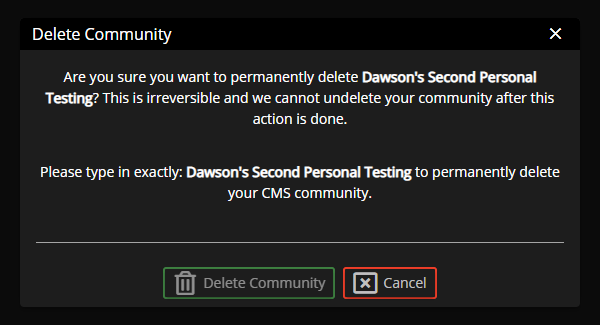 Delete Community
Are you sure you want to permanently delete Dawson's Second Personal
Testing? This is irreversible and we cannot undelete your community after this
action is done.
Please type in exactly: Dawson's Second Personal Testing to permanently delete
your CMS community.
Delete Community
Cancel